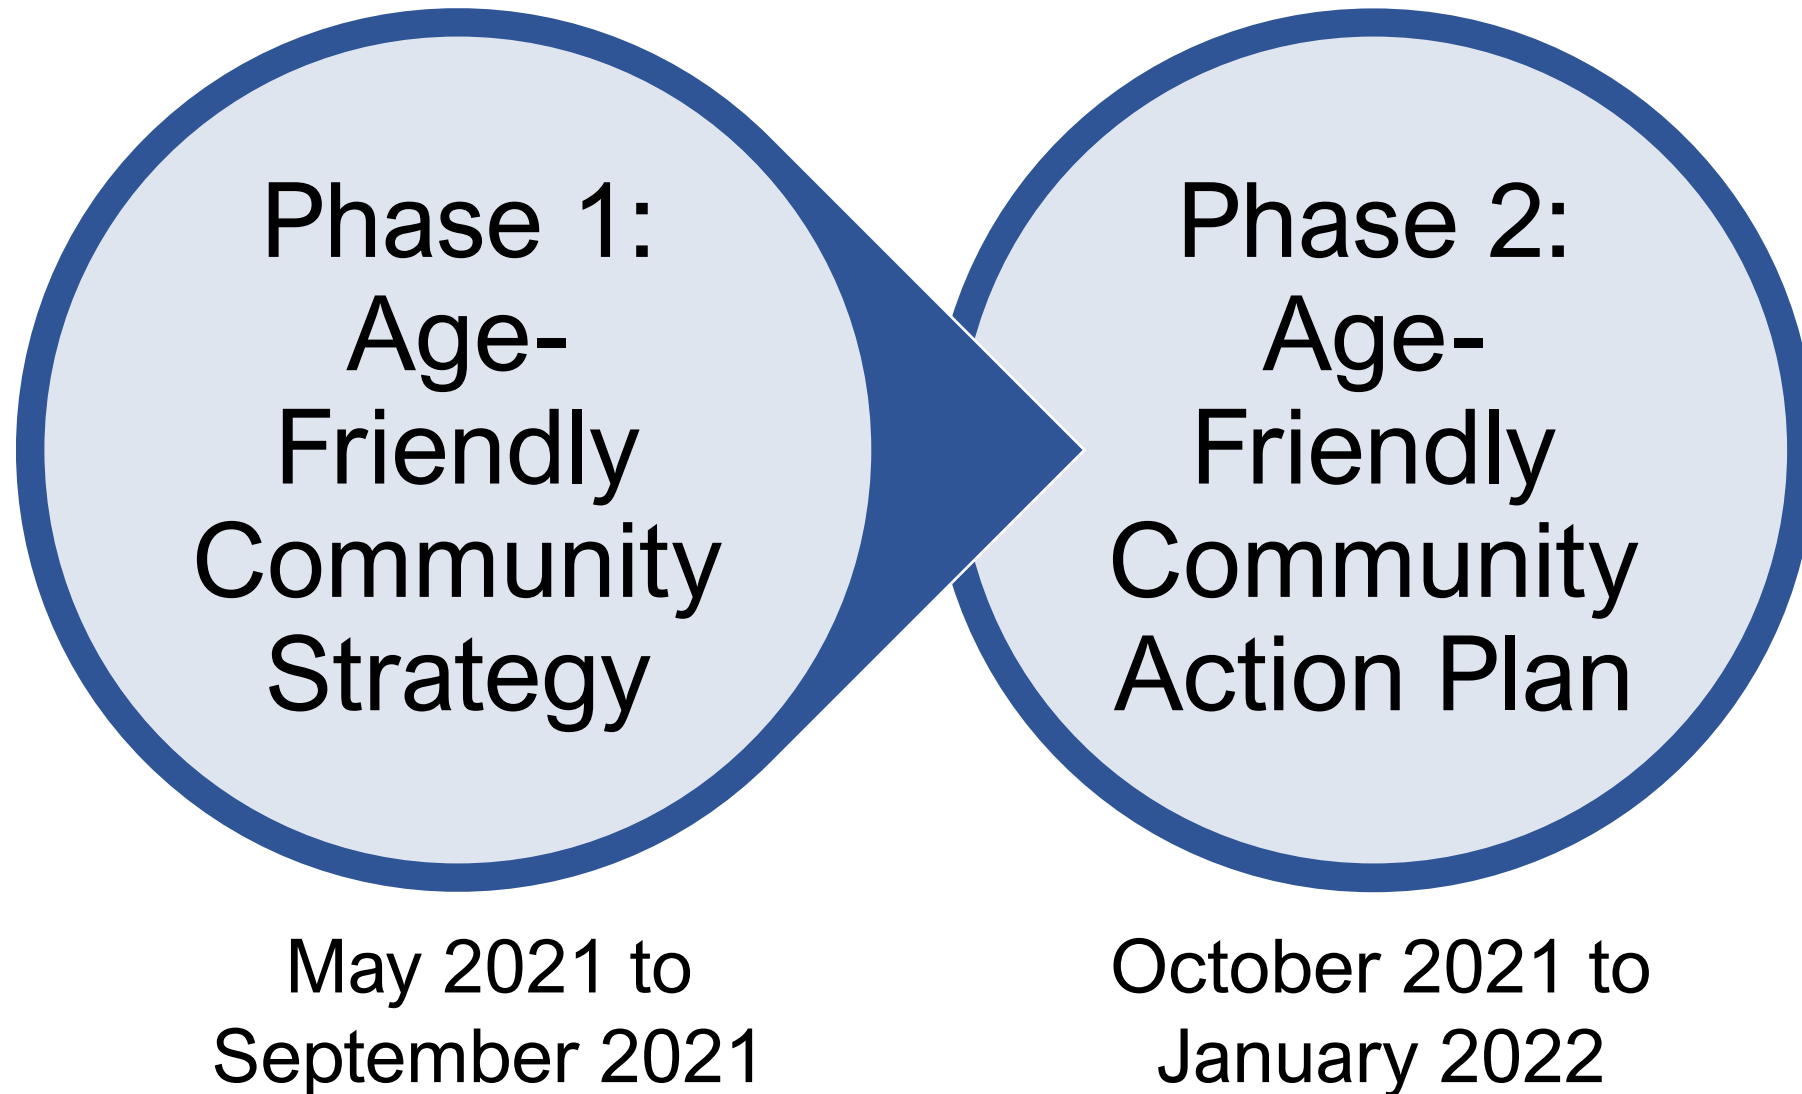 Phase 1:
Age-
Friendly
Community
Strategy
Phase 2:
Age-
Friendly
Community
Action Plan
May 2021 to
September 2021
October 2021 to
January 2022